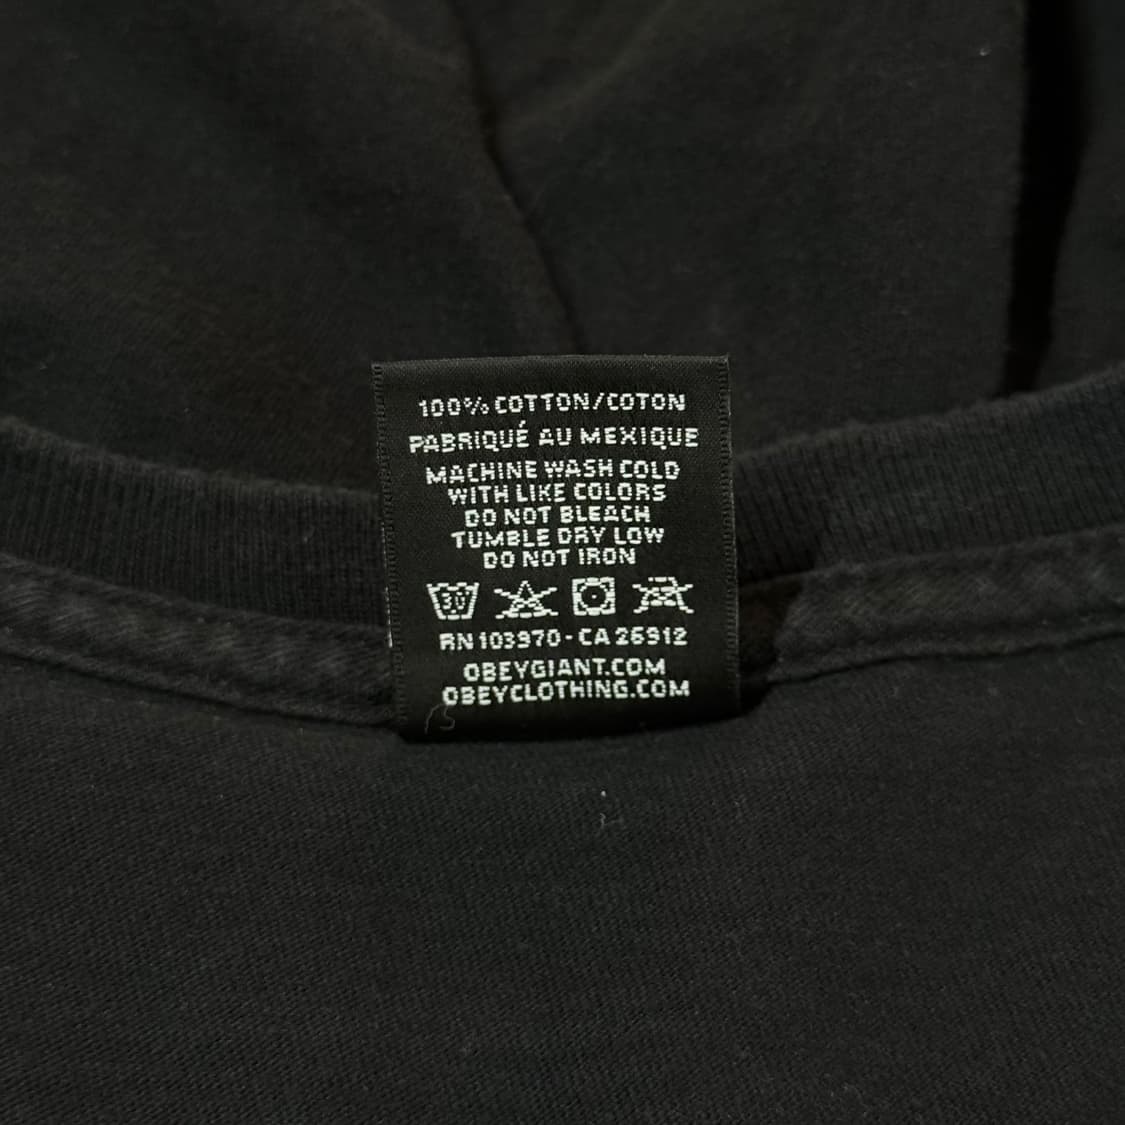 100% COTTON/COTON
PABRIQUÉ AU MEXIQUE
MACHINE WASH COLD
WITH LIKE COLORS
DO NOT BLEACH
TUMBLE DRY LOW
DO NOT IRON
30
RN 103970 - CA 26912
OBEYGIANT.COM
OBEYCLOTHING.COM